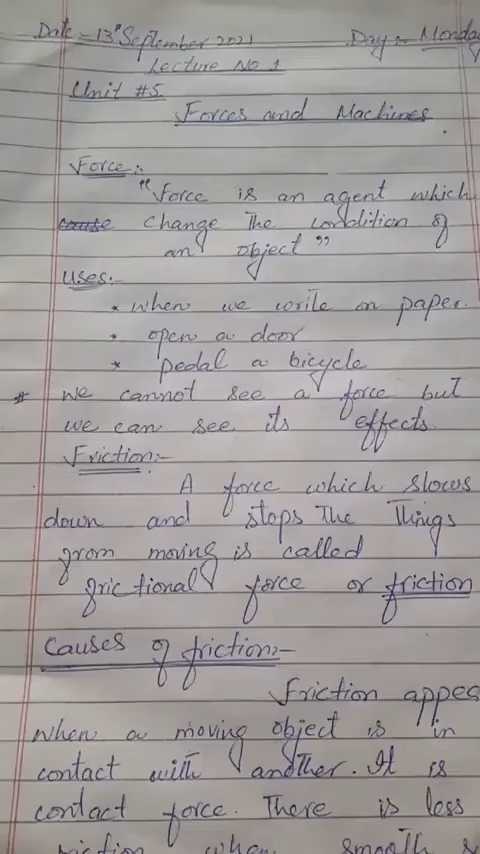 Date - 13 September 2021 Day :- Monday
Lecture No 1
Unit #5
Forces and Machines
Force:-
"Force is an agent which
cause change the condition of
an object"
Uses:-
* when we write on paper.
* open a door
* pedal a bicycle
# we cannot see a force but
we can see its effects.
Friction:-
A force which slows
down and stops The Things
from moving is called
frictional force or friction
Causes of friction:-
Friction appes
when a moving object is in
contact with another. It is
contact force. There is less
friction when smooth s